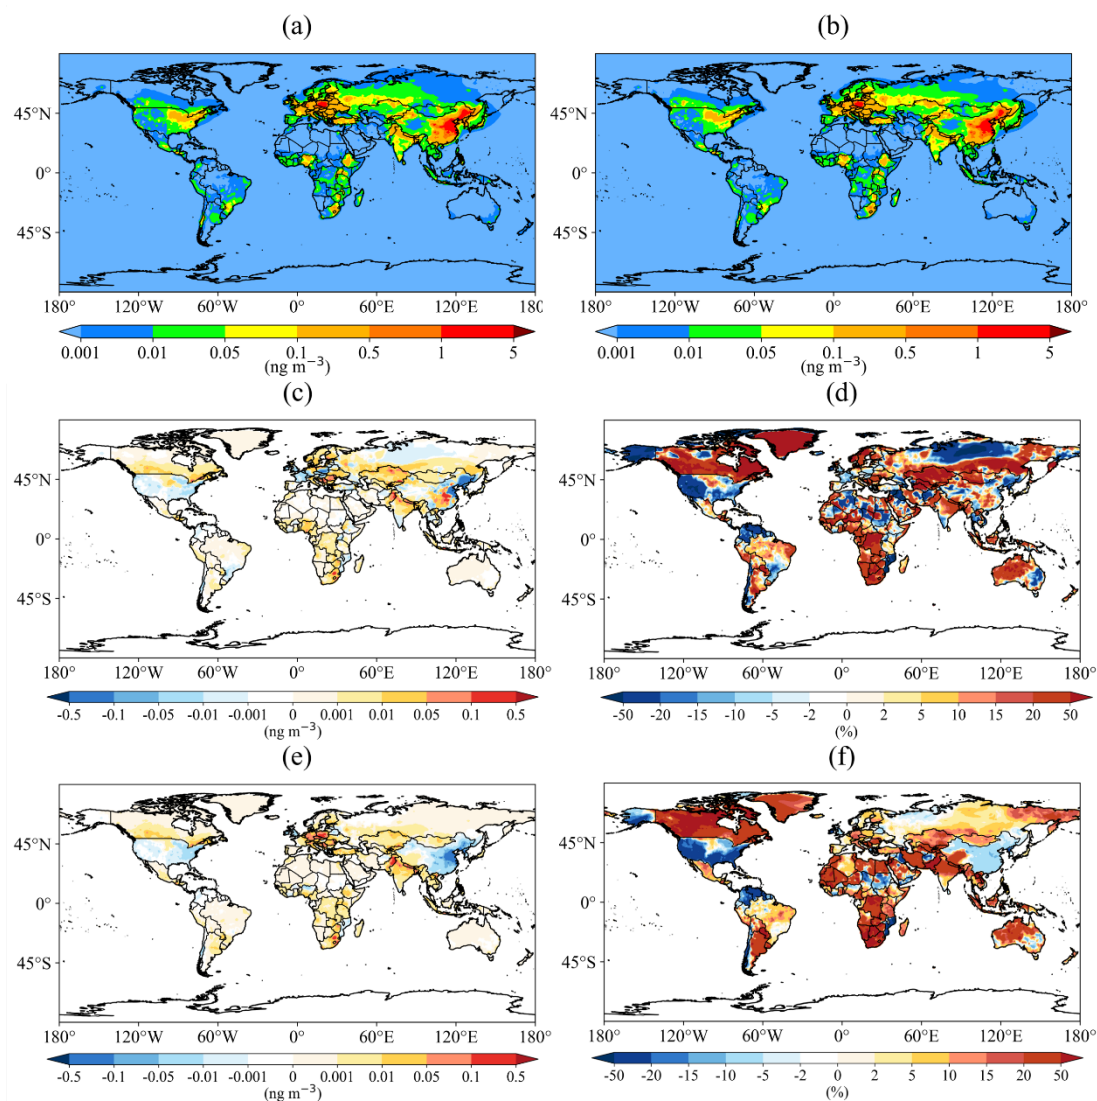 (a) (b)
45°N 45°N
0° 0°
45°S 45°S
180° 120°W 60°W 0° 60°E 120°E 180° 180° 120°W 60°W 0° 60°E 120°E 180°
0.001 0.01 0.05 0.1 0.5 1 5 0.001 0.01 0.05 0.1 0.5 1 5
(ng m⁻³) (ng m⁻³)
(c) (d)
45°N 45°N
0° 0°
45°S 45°S
180° 120°W 60°W 0° 60°E 120°E 180° 180° 120°W 60°W 0° 60°E 120°E 180°
-0.5 -0.1 -0.05 -0.01 -0.001 0 0.001 0.01 0.05 0.1 0.5 -50 -20 -15 -10 -5 -2 0 2 5 10 15 20 50
(ng m⁻³) (%)
(e) (f)
45°N 45°N
0° 0°
45°S 45°S
180° 120°W 60°W 0° 60°E 120°E 180° 180° 120°W 60°W 0° 60°E 120°E 180°
-0.5 -0.1 -0.05 -0.01 -0.001 0 0.001 0.01 0.05 0.1 0.5 -50 -20 -15 -10 -5 -2 0 2 5 10 15 20 50
(ng m⁻³) (%)